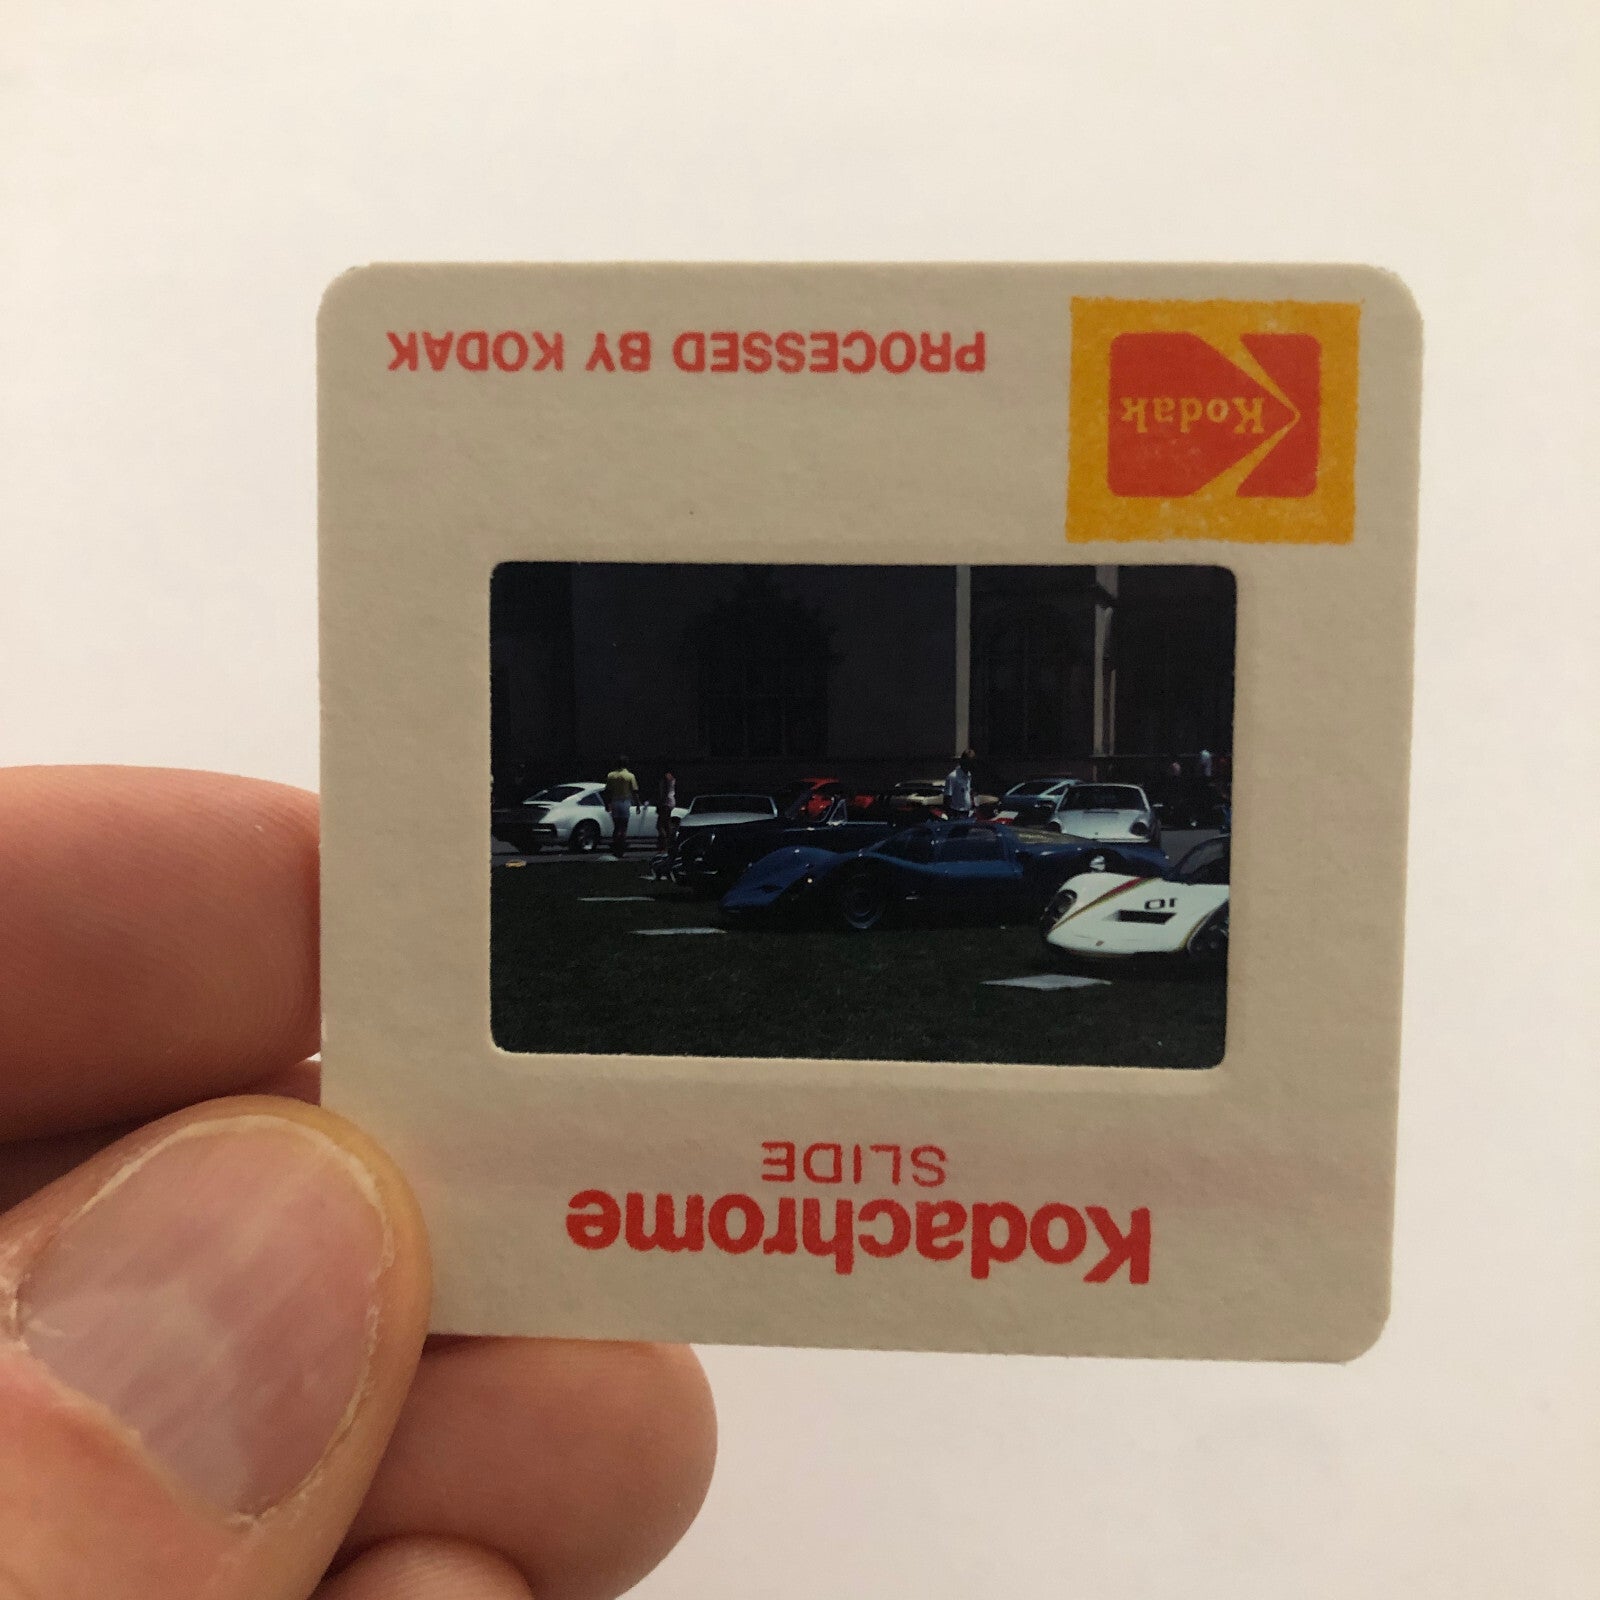 Kodachrome
SLIDE
Kodak
PROCESSED BY KODAK
10